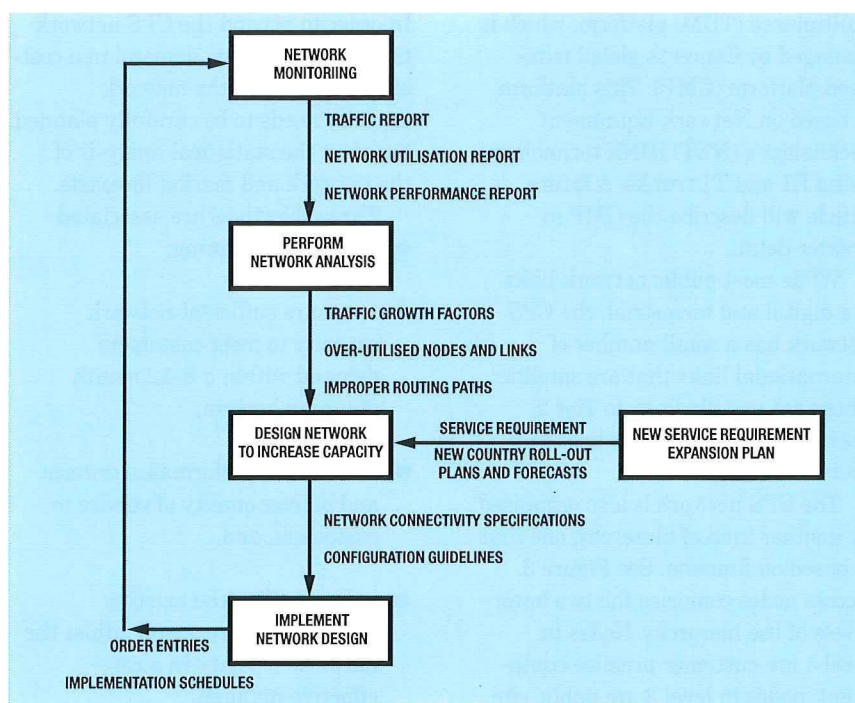 NETWORK
MONITORIING
TRAFFIC REPORT
NETWORK UTILISATION REPORT
NETWORK PERFORMANCE REPORT
PERFORM
NETWORK ANALYSIS
TRAFFIC GROWTH FACTORS
OVER-UTILISED NODES AND LINKS
IMPROPER ROUTING PATHS
DESIGN NETWORK
TO INCREASE CAPACITY
SERVICE REQUIREMENT
NEW COUNTRY ROLL-OUT
PLANS AND FORECASTS
NEW SERVICE REQUIREMENT
EXPANSION PLAN
NETWORK CONNECTIVITY SPECIFICATIONS
CONFIGURATION GUIDELINES
IMPLEMENT
NETWORK DESIGN
ORDER ENTRIES
IMPLEMENTATION SCHEDULES